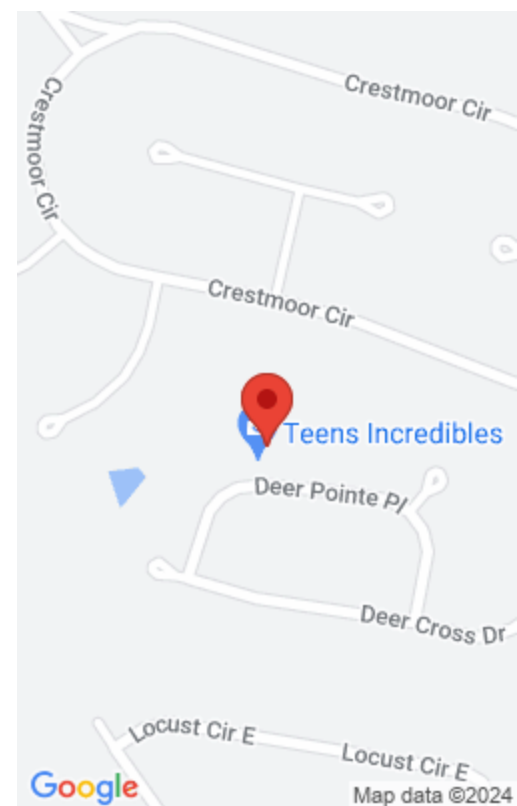 Crestmoor Cir
Crestmoor Cir
Crestmoor Cir
Teens Incredibles
Deer Pointe Pl
Deer Cross Dr
Locust Cir E
Locust Cir E
Google
Map data ©2024